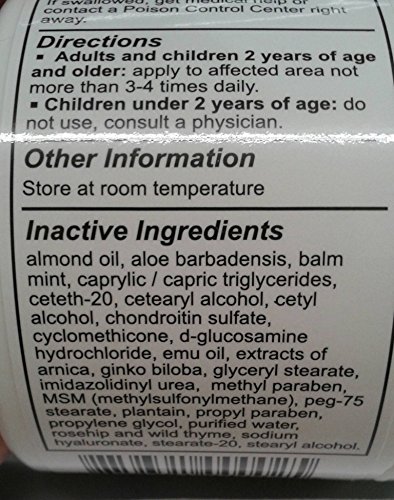 If swallowed, get medical help or
contact a Poison Control Center right
away.
Directions
▪ Adults and children 2 years of age
and older: apply to affected area not
more than 3-4 times daily.
▪ Children under 2 years of age: do
not use, consult a physician.
Other Information
Store at room temperature
Inactive Ingredients
almond oil, aloe barbadensis, balm
mint, caprylic / capric triglycerides,
ceteth-20, cetearyl alcohol, cetyl
alcohol, chondroitin sulfate,
cyclomethicone, d-glucosamine
hydrochloride, emu oil, extracts of
arnica, ginko biloba, glyceryl stearate,
imidazolidinyl urea, methyl paraben,
MSM (methylsulfonylmethane), peg-75
stearate, plantain, propyl paraben,
propylene glycol, purified water,
rosehip and wild thyme, sodium
hyaluronate, stearate-20, stearyl alcohol.